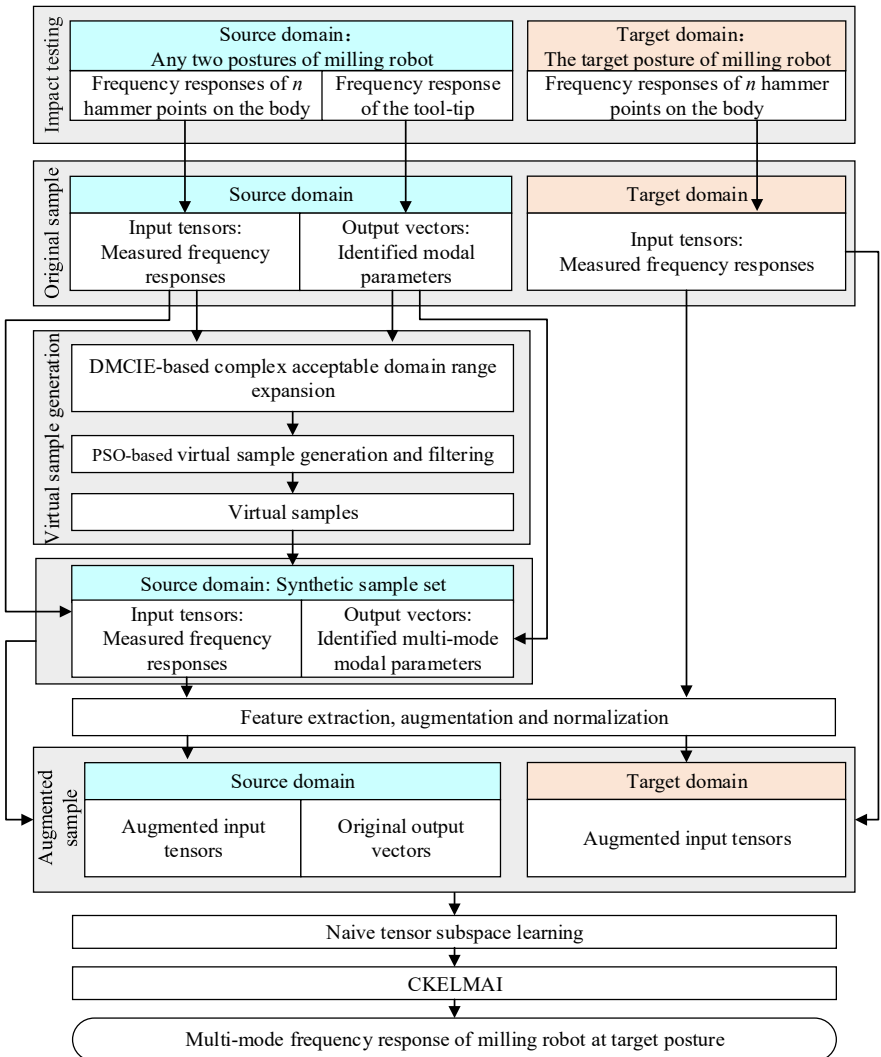 Impact testing
Source domain：
Any two postures of milling robot
Target domain：
The target posture of milling robot
Frequency responses of n
hammer points on the body
Frequency response
of the tool-tip
Frequency responses of n hammer
points on the body
Original sample
Source domain
Target domain
Input tensors:
Measured frequency
responses
Output vectors:
Identified modal
parameters
Input tensors:
Measured frequency responses
Virtual sample generation
DMCIE-based complex acceptable domain range
expansion
PSO-based virtual sample generation and filtering
Virtual samples
Source domain: Synthetic sample set
Input tensors:
Measured frequency
responses
Output vectors:
Identified multi-mode
modal parameters
Feature extraction, augmentation and normalization
Augmented
sample
Source domain
Target domain
Augmented input
tensors
Original output
vectors
Augmented input tensors
Naive tensor subspace learning
CKELMAI
Multi-mode frequency response of milling robot at target posture